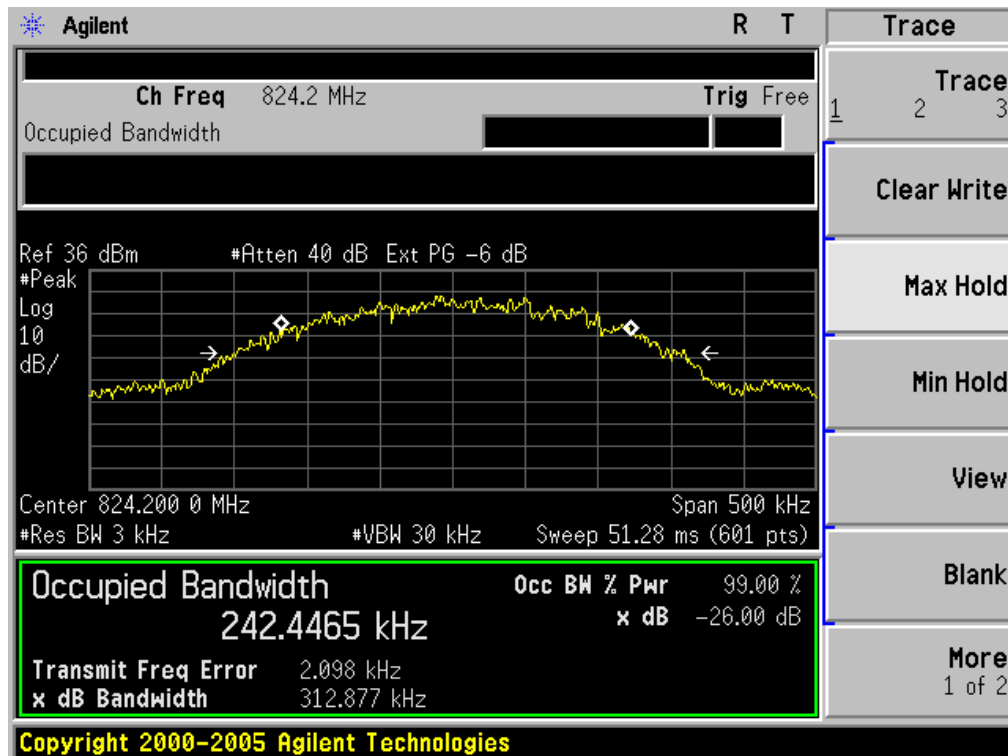 Agilent R T Trace
Ch Freq 824.2 MHz Trig Free
Occupied Bandwidth
Ref 36 dBm #Atten 40 dB Ext PG -6 dB
#Peak
Log
10
dB/
Center 824.200 0 MHz Span 500 kHz
#Res BW 3 kHz #VBW 30 kHz Sweep 51.28 ms (601 pts)
Occupied Bandwidth Occ BW % Pwr 99.00 %
242.4465 kHz x dB -26.00 dB
Transmit Freq Error 2.098 kHz
x dB Bandwidth 312.877 kHz
Trace
1 2 3
Clear Write
Max Hold
Min Hold
View
Blank
More
1 of 2
Copyright 2000-2005 Agilent Technologies